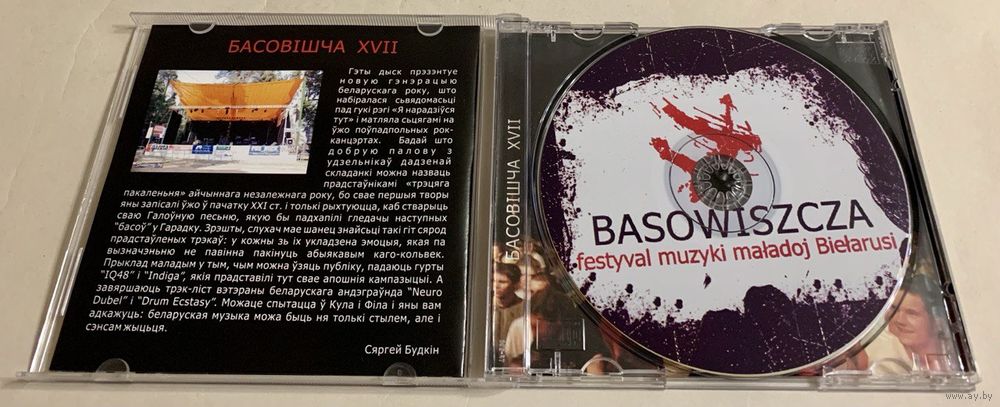 БАСОВІШЧА XVII
Гэты дыск прэзэнтуе
новую гэнэрацыю
беларускага року, што
набіралася сьвядомасьці
пад гукі рэгі «Я нарадзіўся
тут» і матляла сьцягамі на
ўжо поўпадпольных рок-
канцэртах. Бадай што
добрую палову з
удзельнікаў дадзенай
складанкі можна назваць
прадстаўнікамі «трэцяга
пакаленьня» айчыннага незалежнага року, бо свае першыя творы
яны запісалі ўжо ў пачатку XXI ст. і толькі рыхтуюцца, каб стварыць
сваю Галоўную песьню, якую бы падхапілі гледачы наступных
"басоў" у Гарадку. Зрэшты, слухач мае шанец знайсьці такі гіт сярод
прадстаўленых трэкаў: у кожны зь іх укладзена эмоцыя, якая па
вызначэньню не павінна пакінуць абыякавым каго-кольвек.
Прыклад маладым у тым, чым можна ўзяць публіку, падаюць гурты
"IQ48" і "Indiga", якія прадставілі тут свае апошнія кампазыцыі. А
завяршаюць трэк-ліст вэтэраны беларускага андэграўнда "Neuro
Dubel" і "Drum Ecstasy". Можаце спытацца ў Кула і Філа і яны вам
адкажуць: беларуская музыка можа быць ня толькі стылем, але і
сэнсам жыцьця.
Сяргей Будкін
БАСОВІШЧА XVII
BASOWISZCZA
festyval muzyki maładoj Biełarusi
www.ay.by